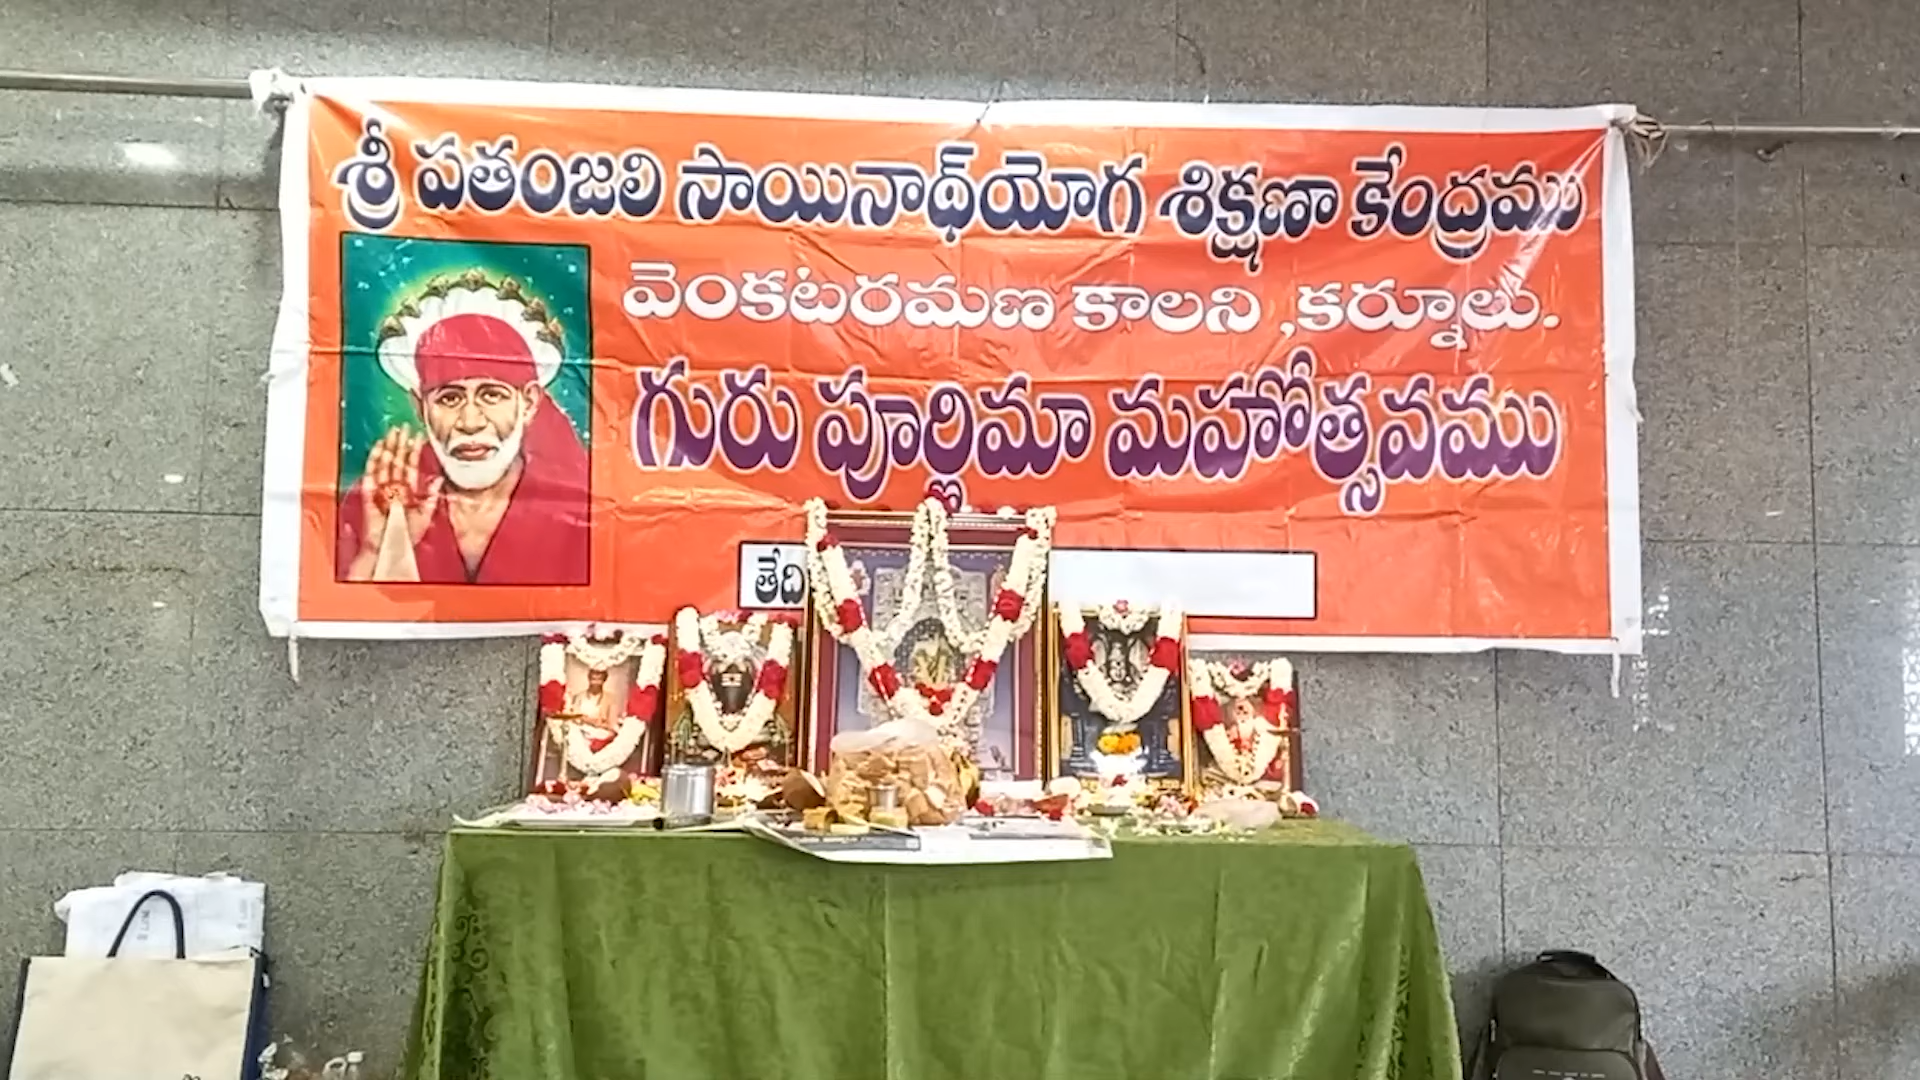 శ్రీ పతంజలి సాయినాథ్‌యోగ శిక్షణా కేంద్రము
వెంకటరమణ కాలని ,కర్నూలు.
గురు పూర్ణిమా మహోత్సవము
తేది